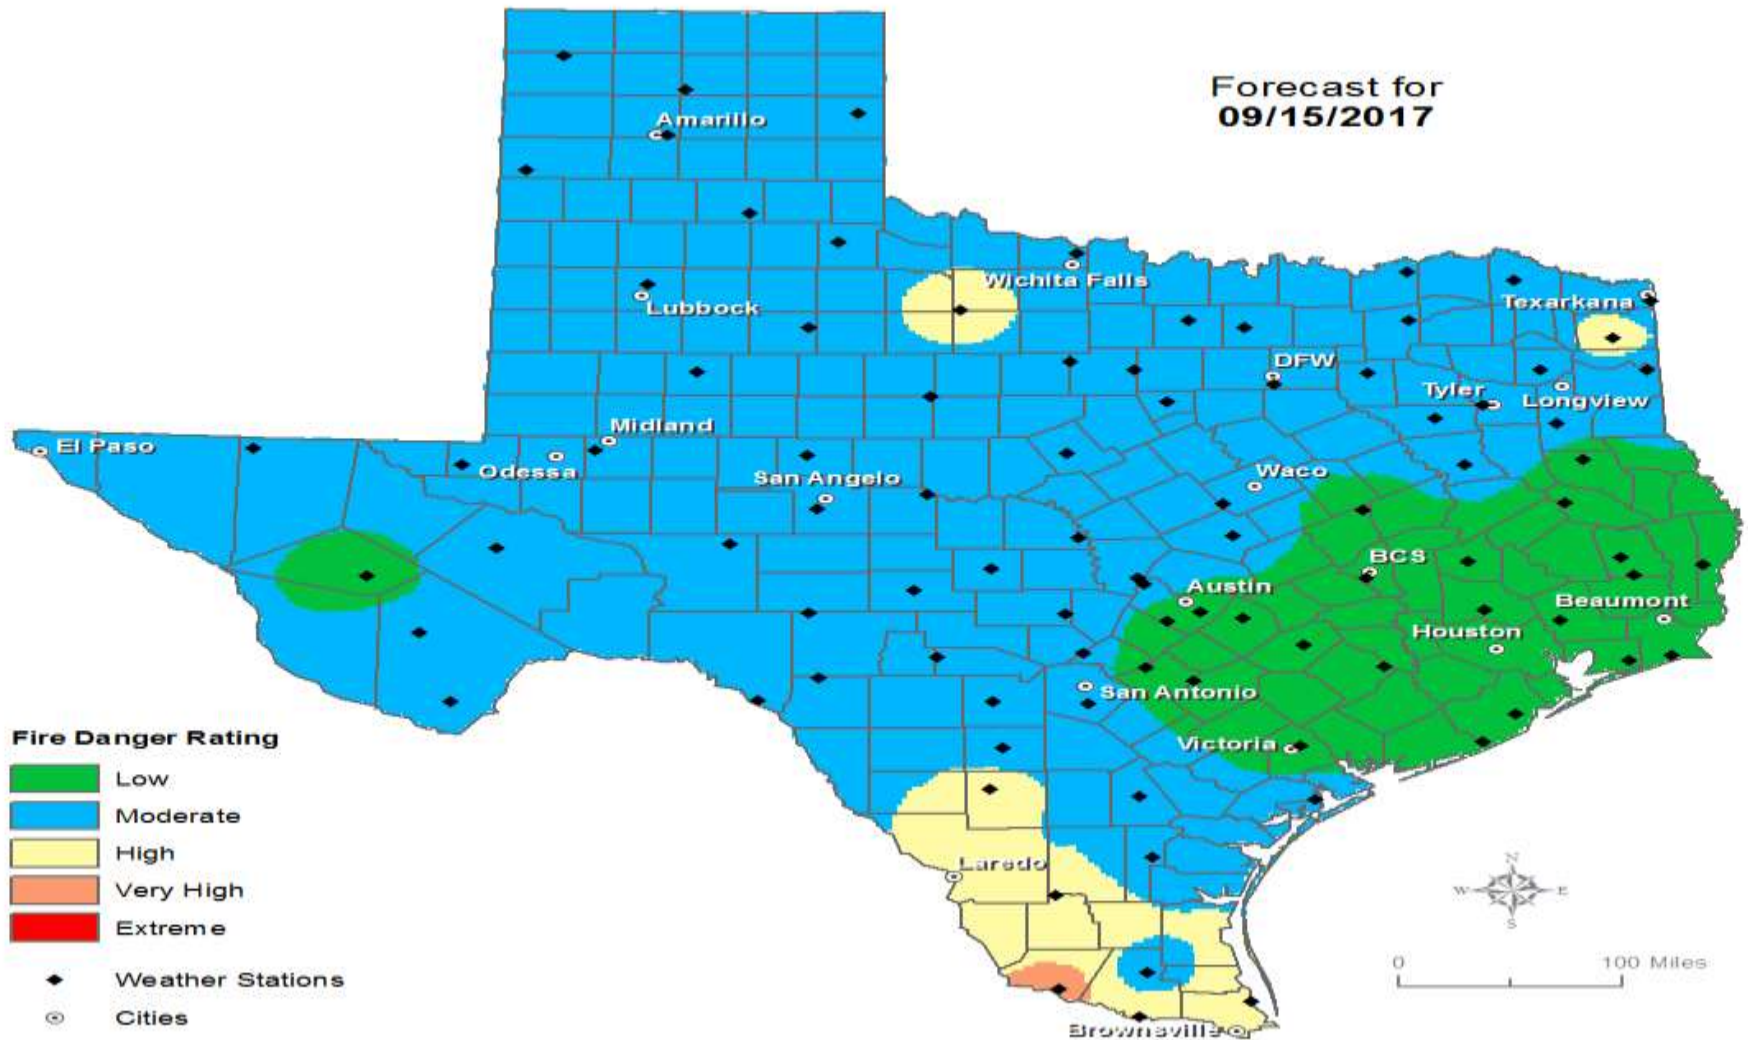 Forecast for
09/15/2017
Amarillo
Wichita Falls
Lubbock
Texarkana
DFW
Tyler
Longview
Midland
El Paso
Odessa
San Angelo
Waco
BCS
Austin
Beaumont
Houston
San Antonio
Victoria
Laredo
Brownsville
Fire Danger Rating
Low
Moderate
High
Very High
Extreme
Weather Stations
Cities
N
W E
S
0 100 Miles